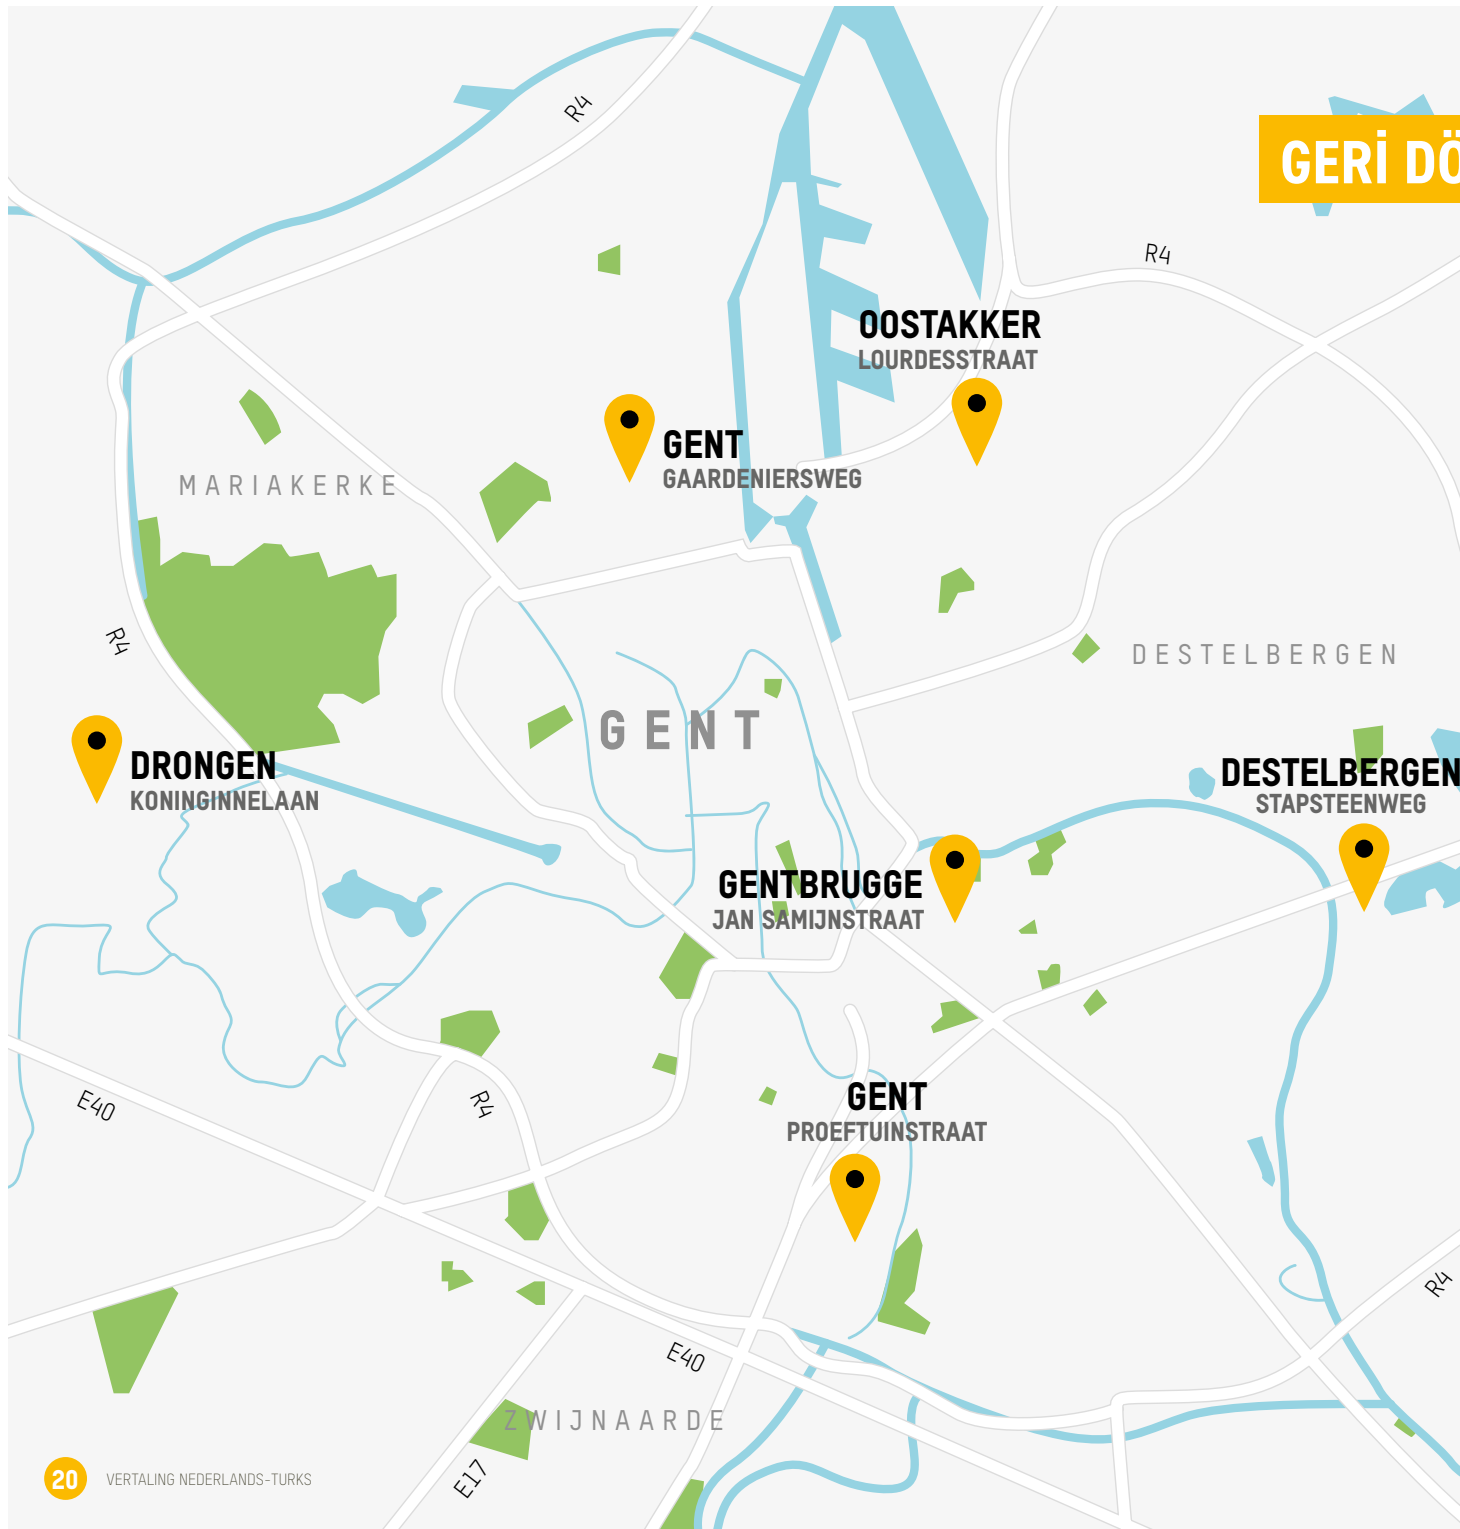 R4
GERİ DÖ
R4
OOSTAKKER
LOURDESSTRAAT
GENT
GAARDENIERSWEG
MARIAKERKE
R4
DESTELBERGEN
GENT
DRONGEN
KONINGINNELAAN
DESTELBERGEN
STAPSTEENWEG
GENTBRUGGE
JAN SAMIJNSTRAAT
E40
R4
GENT
PROEFTUINSTRAAT
R4
E40
ZWIJNAARDE
E17
20 VERTALING NEDERLANDS-TURKS